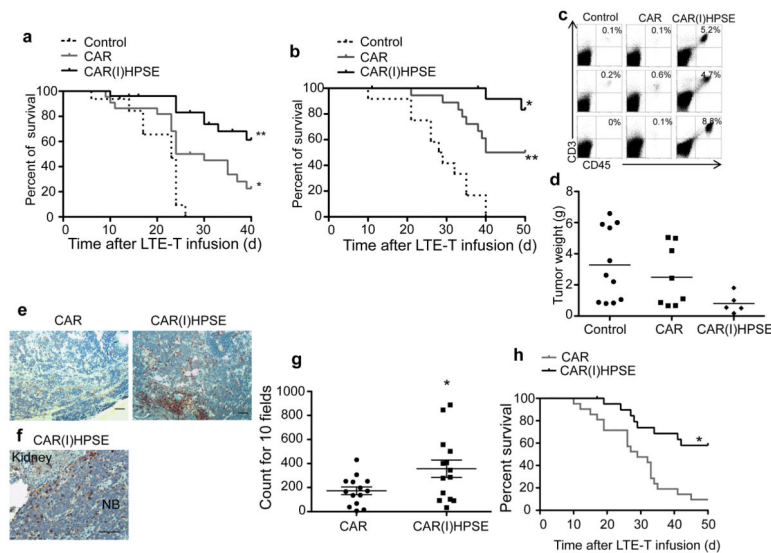 a
Control
CAR
CAR(I)HPSE
100
80
60
40
20
0
Percent of survival
**
*
0 10 20 30 40
Time after LTE-T infusion (d)
b
Control
CAR
CAR(I)HPSE
100
80
60
40
20
0
Percent of survival
*
**
0 10 20 30 40 50
Time after LTE-T infusion (d)
c
Control CAR CAR(I)HPSE
0.1% 0.1% 5.2%
0.2% 0.6% 4.7%
0% 0.1% 8.8%
CD3
CD45
d
8
6
4
2
0
Tumor weight (g)
Control CAR CAR(I)HPSE
e
CAR CAR(I)HPSE
f
CAR(I)HPSE
Kidney
NB
g
1000
800
600
400
200
0
Count for 10 fields
*
CAR CAR(I)HPSE
h
CAR
CAR(I)HPSE
100
80
60
40
20
0
Percent survival
*
0 10 20 30 40 50
Time after LTE-T infusion (d)